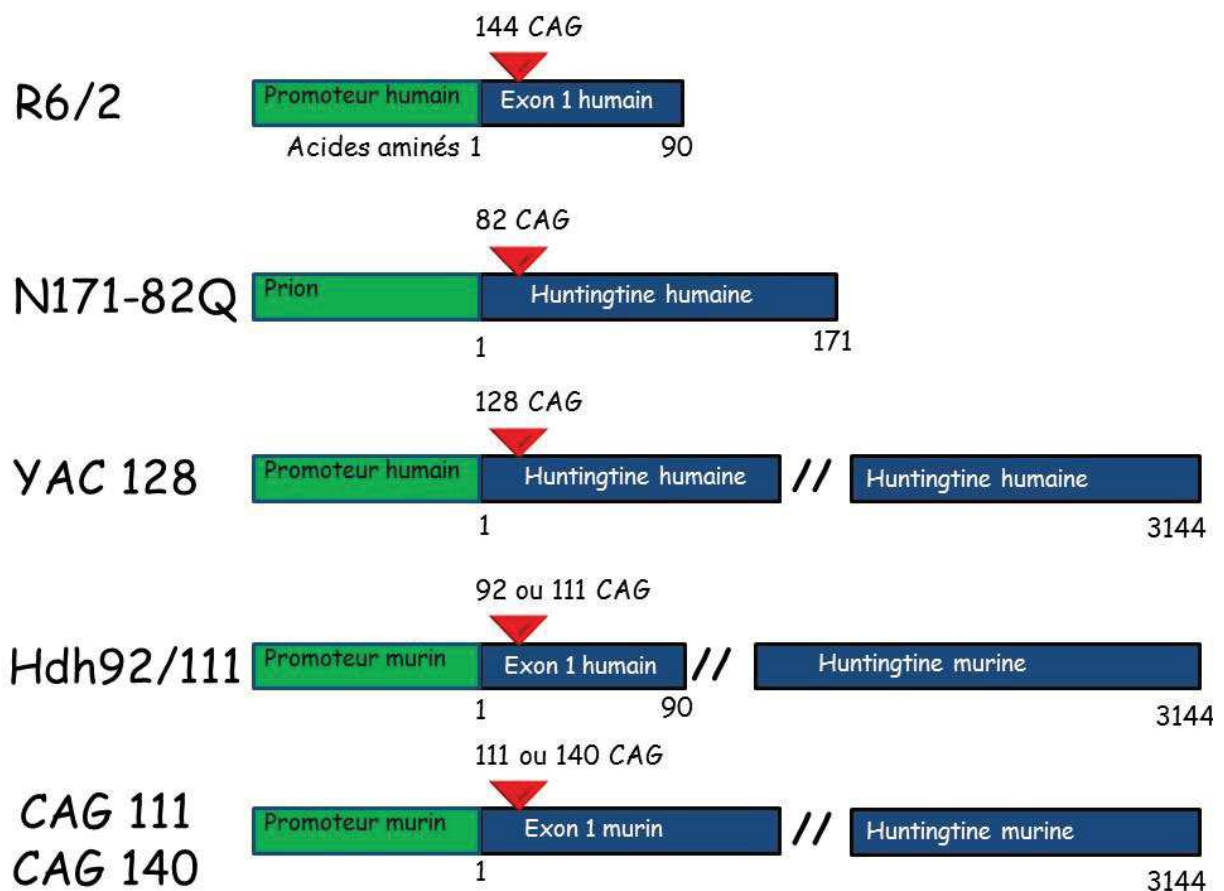 144 CAG
R6/2
Promoteur humain
Exon 1 humain
Acides aminés 1
90
82 CAG
N171-82Q
Prion
Huntingtine humaine
1
171
128 CAG
YAC 128
Promoteur humain
Huntingtine humaine
//
Huntingtine humaine
1
3144
92 ou 111 CAG
Hdh92/111
Promoteur murin
Exon 1 humain
//
Huntingtine murine
1
90
3144
111 ou 140 CAG
CAG 111
CAG 140
Promoteur murin
Exon 1 murin
//
Huntingtine murine
1
3144